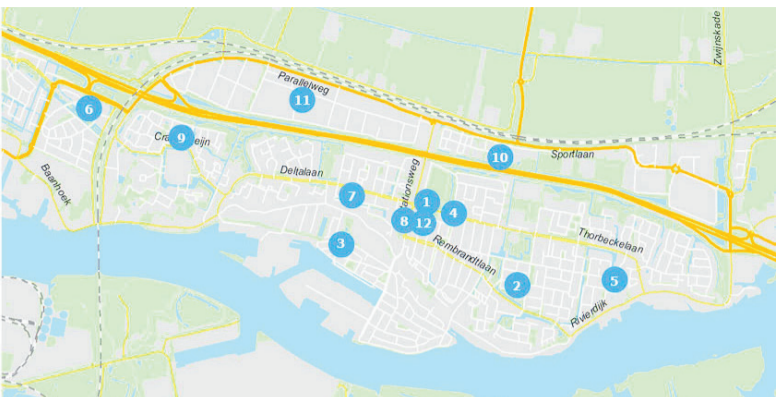 Zwijnskade
Parallelweg
6
11
9
10
Sportlaan
Deltalaan
Baanhoek
7
1
8
12
4
Thorbeckelaan
3
Rembrandtlaan
2
5
Rivierdijk